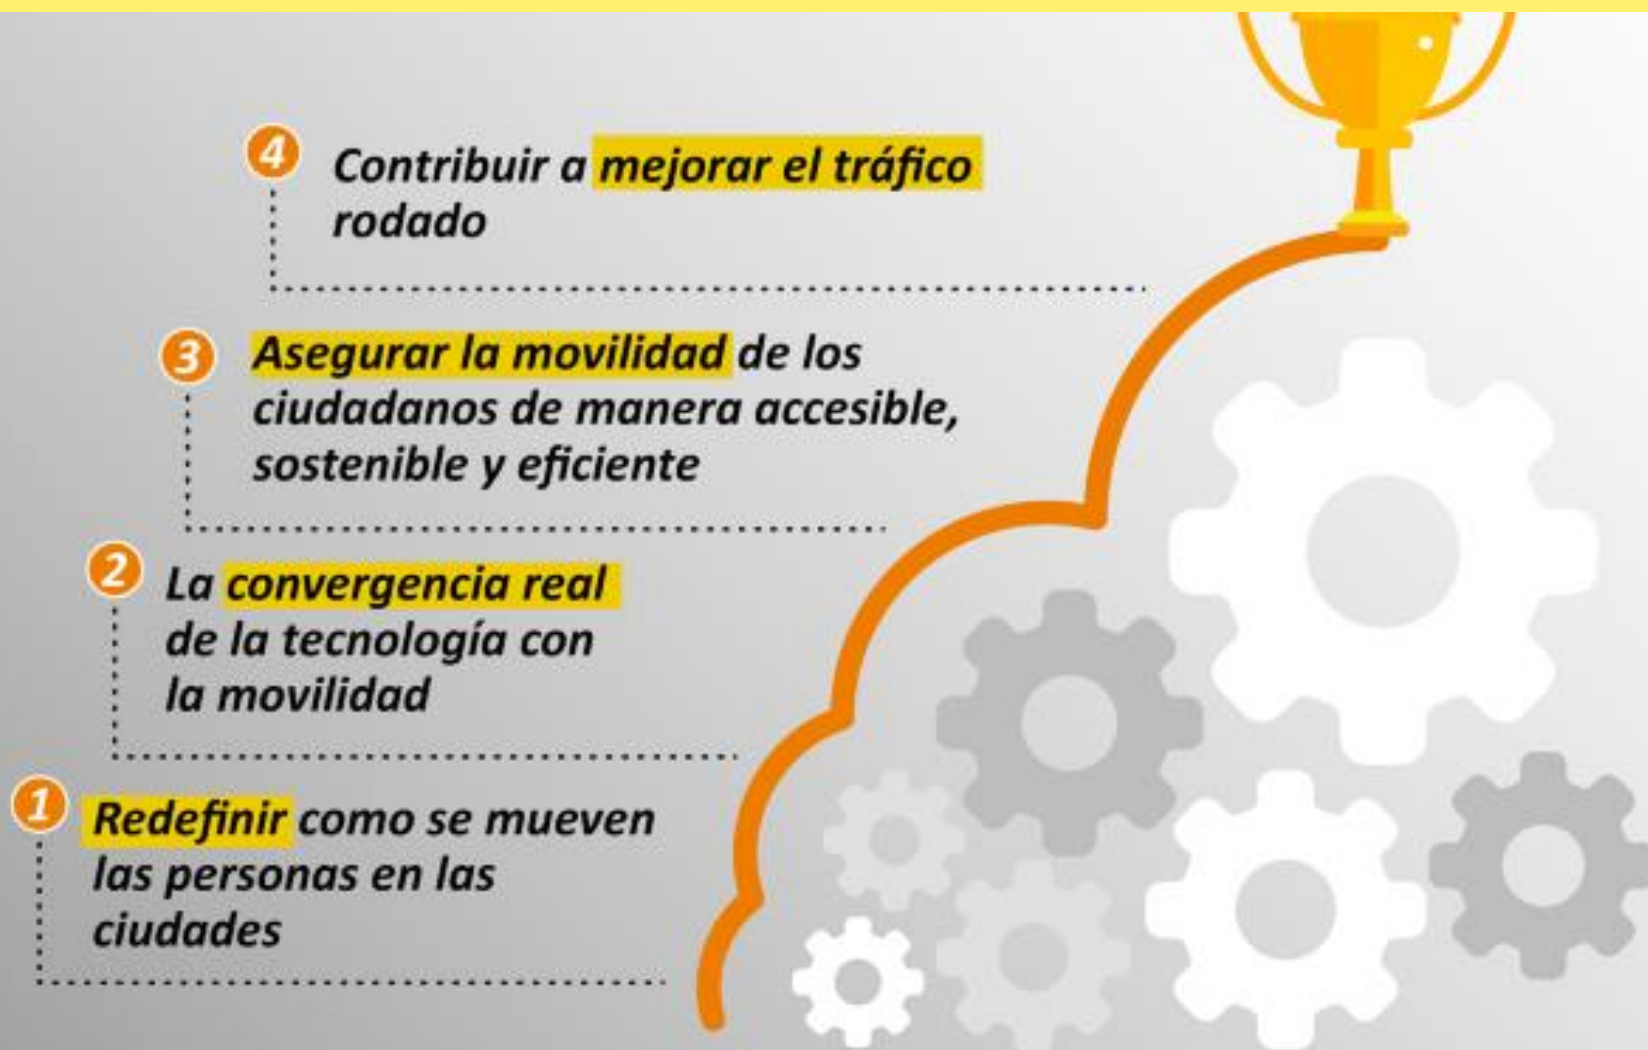 4 Contribuir a mejorar el tráfico
rodado
3 Asegurar la movilidad de los
ciudadanos de manera accesible,
sostenible y eficiente
2 La convergencia real
de la tecnología con
la movilidad
1 Redefinir como se mueven
las personas en las
ciudades